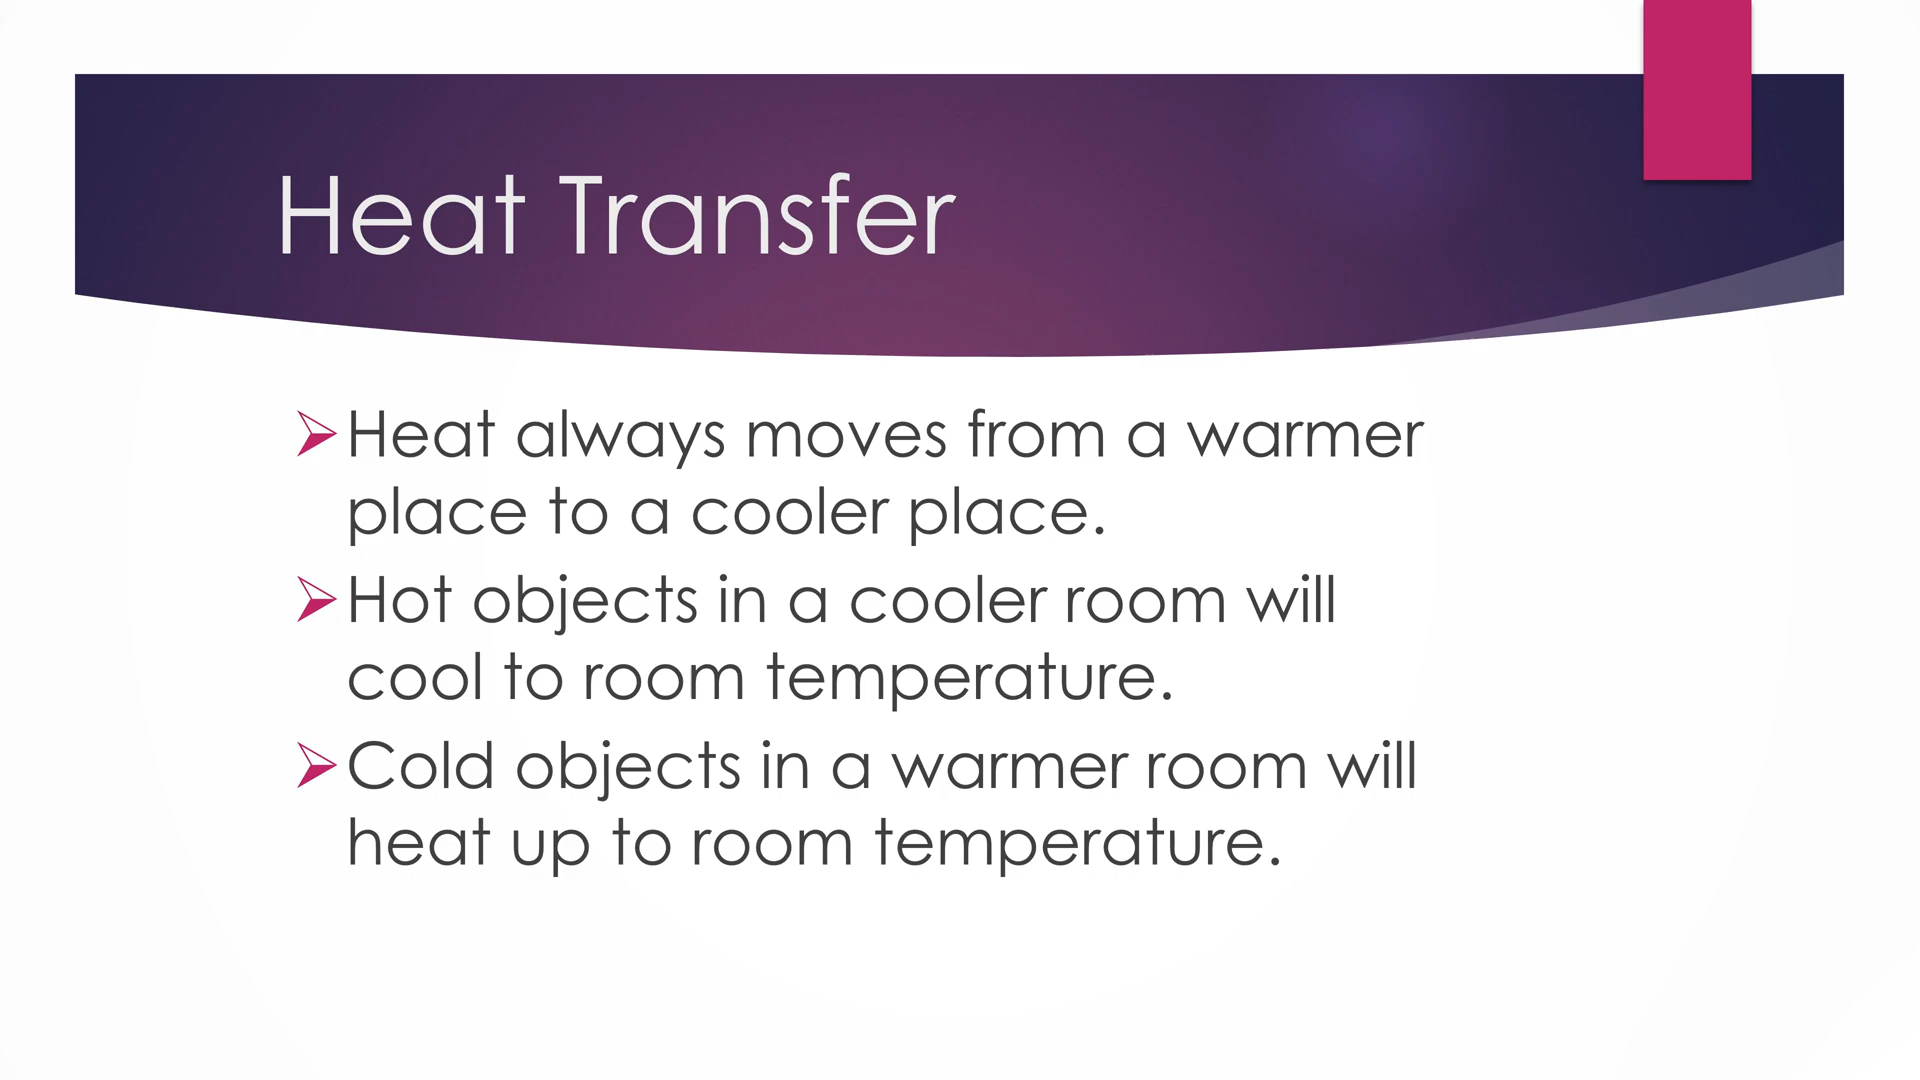 Heat Transfer
Heat always moves from a warmer
place to a cooler place.
Hot objects in a cooler room will
cool to room temperature.
Cold objects in a warmer room will
heat up to room temperature.